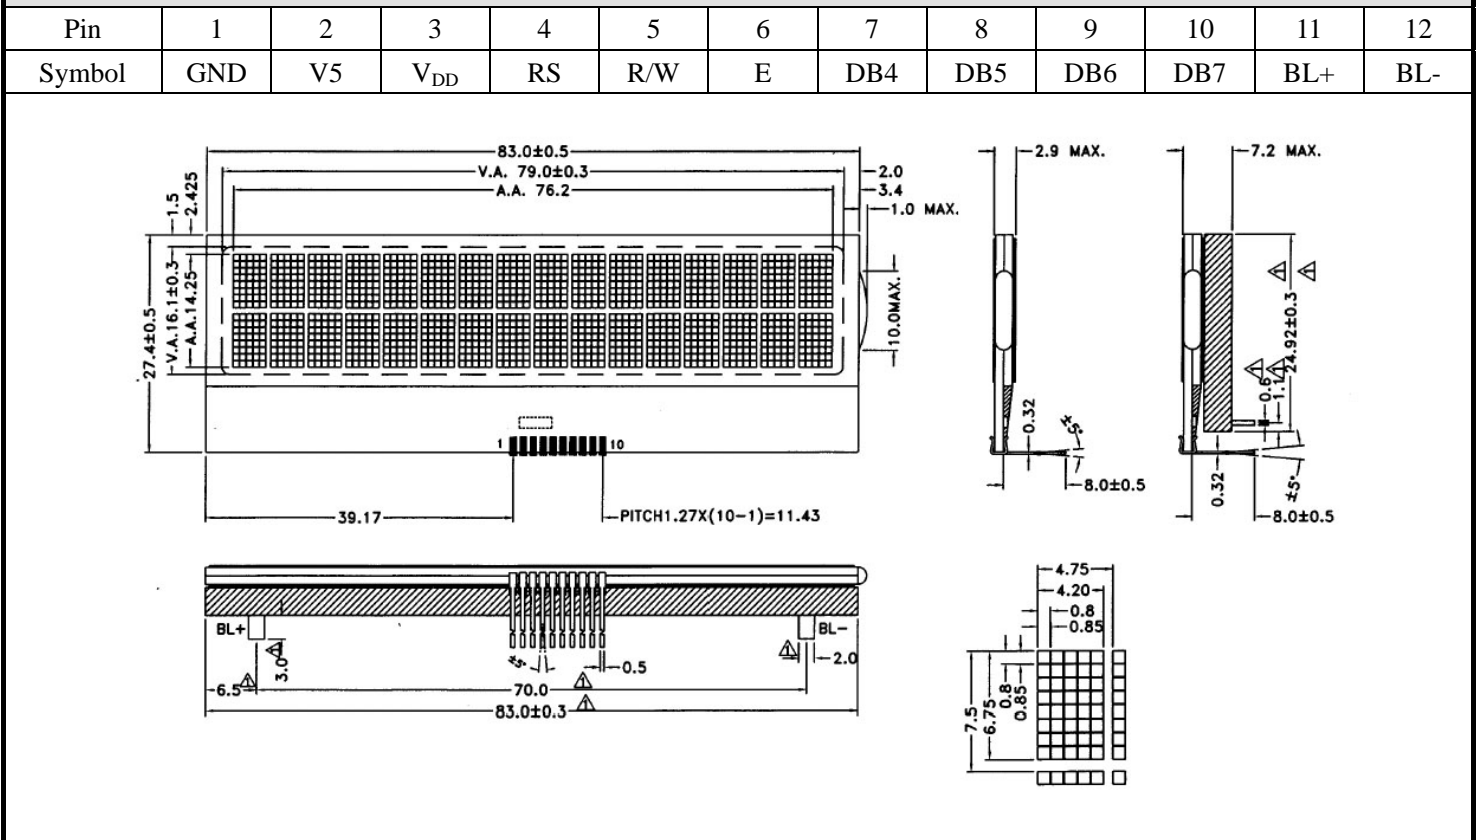 Pin 1 2 3 4 5 6 7 8 9 10 11 12
Symbol GND V5 VDD RS R/W E DB4 DB5 DB6 DB7 BL+ BL-
83.0±0.5
2.9 MAX.
7.2 MAX.
V.A. 79.0±0.3
2.0
A.A. 76.2
3.4
1.0 MAX.
1.5
2.425
27.4±0.5
V.A.16.1±0.3
A.A.14.25
10.0MAX.
24.92±0.3
0.6
1.1
0.32
±5°
1 10
8.0±0.5
0.32
±5°
8.0±0.5
39.17
PITCH1.27X(10-1)=11.43
BL+
BL-
3.0
±5°
0.5
2.0
6.5
70.0
83.0±0.3
4.75
4.20
0.8
0.85
7.5
6.75
0.8
0.85